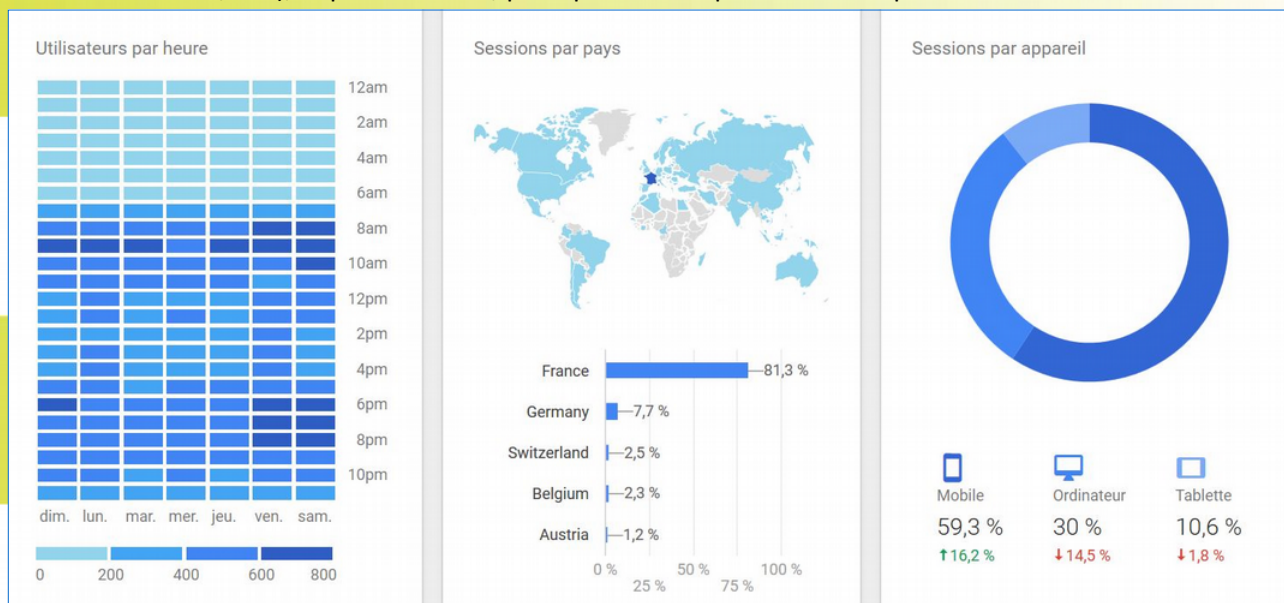 Utilisateurs par heure
12am
2am
4am
6am
8am
10am
12pm
2pm
4pm
6pm
8pm
10pm
dim. lun. mar. mer. jeu. ven. sam.
0 200 400 600 800
Sessions par pays
France 81,3 %
Germany 7,7 %
Switzerland 2,5 %
Belgium 2,3 %
Austria 1,2 %
0 % 50 % 100 %
25 % 75 %
Sessions par appareil
Mobile Ordinateur Tablette
59,3 % 30 % 10,6 %
↑16,2 % ↓14,5 % ↓1,8 %